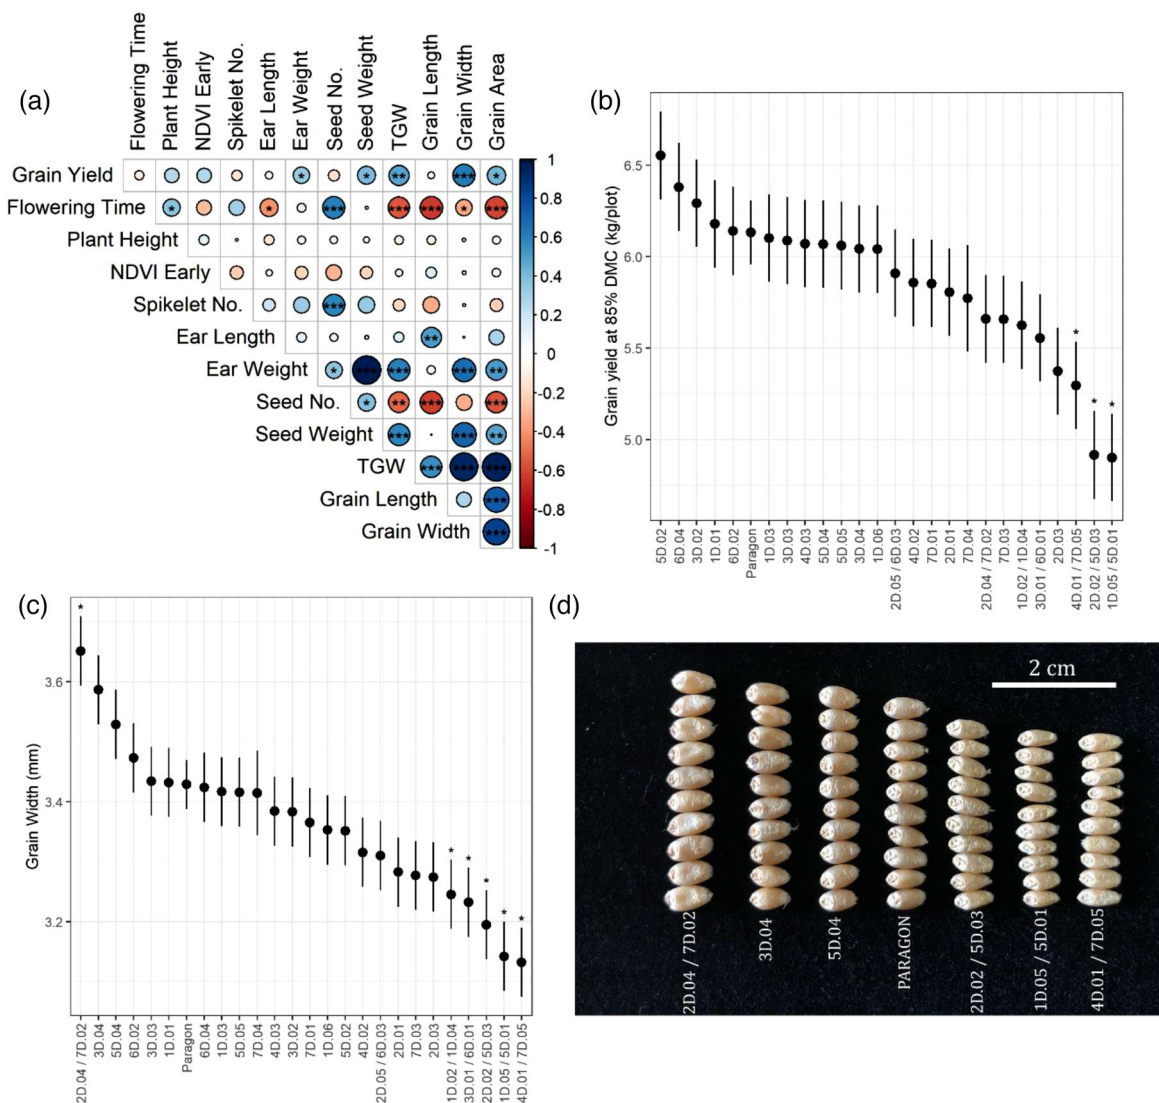 (a)
Flowering Time
Plant Height
NDVI Early
Spikelet No.
Ear Length
Ear Weight
Seed No.
Seed Weight
TGW
Grain Length
Grain Width
Grain Area
Grain Yield
* * ** *** *
Flowering Time
* * *** *** *** * ***
Plant Height
NDVI Early
Spikelet No.
***
Ear Length
**
Ear Weight
* *** *** *** **
Seed No.
* ** *** ***
Seed Weight
*** *** **
TGW
*** *** ***
Grain Length
***
Grain Width
***
1
0.8
0.6
0.4
0.2
0
-0.2
-0.4
-0.6
-0.8
-1
(b)
Grain yield at 85% DMC (kg/plot)
6.5
6.0
5.5
5.0
* * *
5D.02
6D.04
3D.02
1D.01
6D.02
Paragon
1D.03
3D.03
4D.03
5D.04
5D.05
3D.04
1D.06
2D.05 / 6D.03
4D.02
7D.01
2D.01
7D.04
2D.04 / 7D.02
7D.03
1D.02 / 1D.04
3D.01 / 6D.01
2D.03
4D.01 / 7D.05
2D.02 / 5D.03
1D.05 / 5D.01
(c)
Grain Width (mm)
3.6
3.4
3.2
*
* * * * *
2D.04 / 7D.02
3D.04
5D.04
6D.02
3D.03
1D.01
Paragon
6D.04
1D.03
5D.05
7D.04
4D.03
3D.02
7D.01
1D.06
5D.02
4D.02
2D.05 / 6D.03
2D.01
7D.03
2D.03
1D.02 / 1D.04
3D.01 / 6D.01
2D.02 / 5D.03
1D.05 / 5D.01
4D.01 / 7D.05
(d)
2 cm
2D.04 / 7D.02
3D.04
5D.04
PARAGON
2D.02 / 5D.03
1D.05 / 5D.01
4D.01 / 7D.05